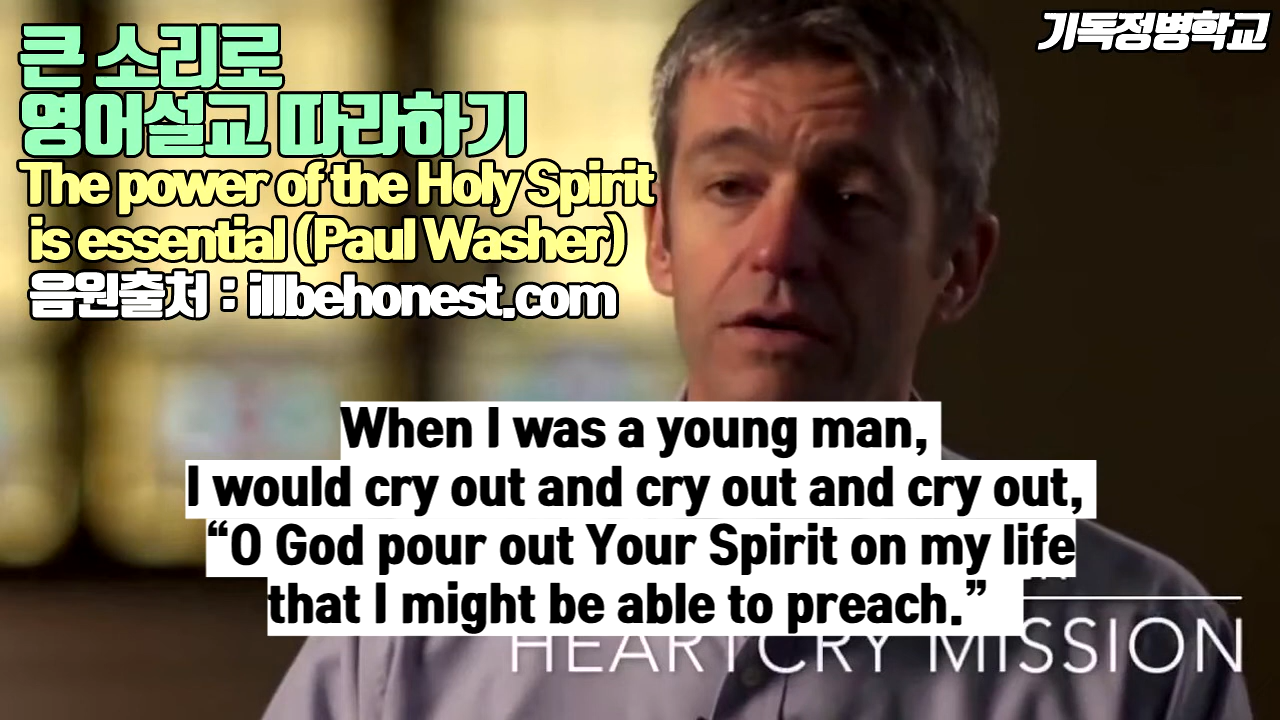 큰 소리로
영어설교 따라하기
The power of the Holy Spirit
is essential (Paul Washer)
음원출처 : illbehonest.com
기독정병학교
When I was a young man,
I would cry out and cry out and cry out,
“O God pour out Your Spirit on my life
that I might be able to preach.”
HEARTCRY MISSION